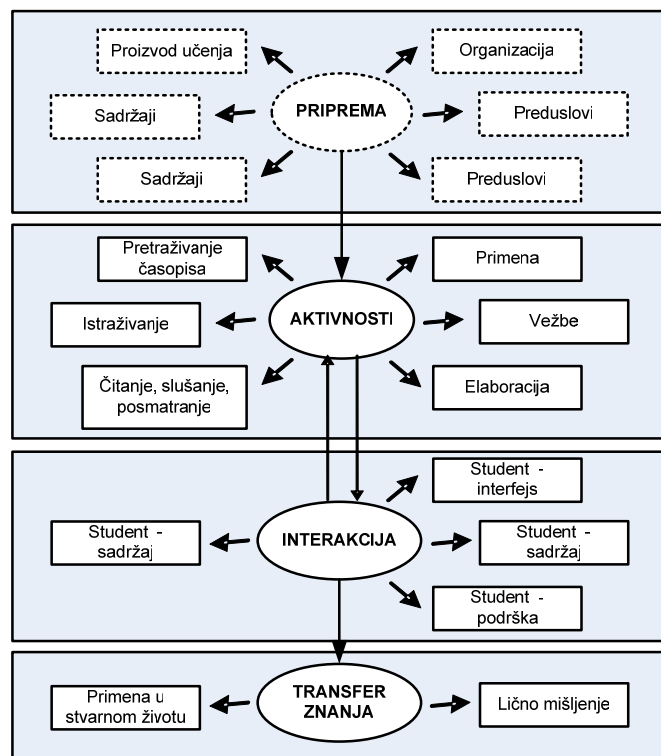 Proizvod učenja
Organizacija
Sadržaji
PRIPREMA
Preduslovi
Sadržaji
Preduslovi
Pretraživanje
časopisa
Primena
Istraživanje
AKTIVNOSTI
Vežbe
Čitanje, slušanje,
posmatranje
Elaboracija
Student -
interfejs
Student -
sadržaj
INTERAKCIJA
Student -
sadržaj
Student -
podrška
Primena u
stvarnom životu
TRANSFER
ZNANJA
Lično mišljenje